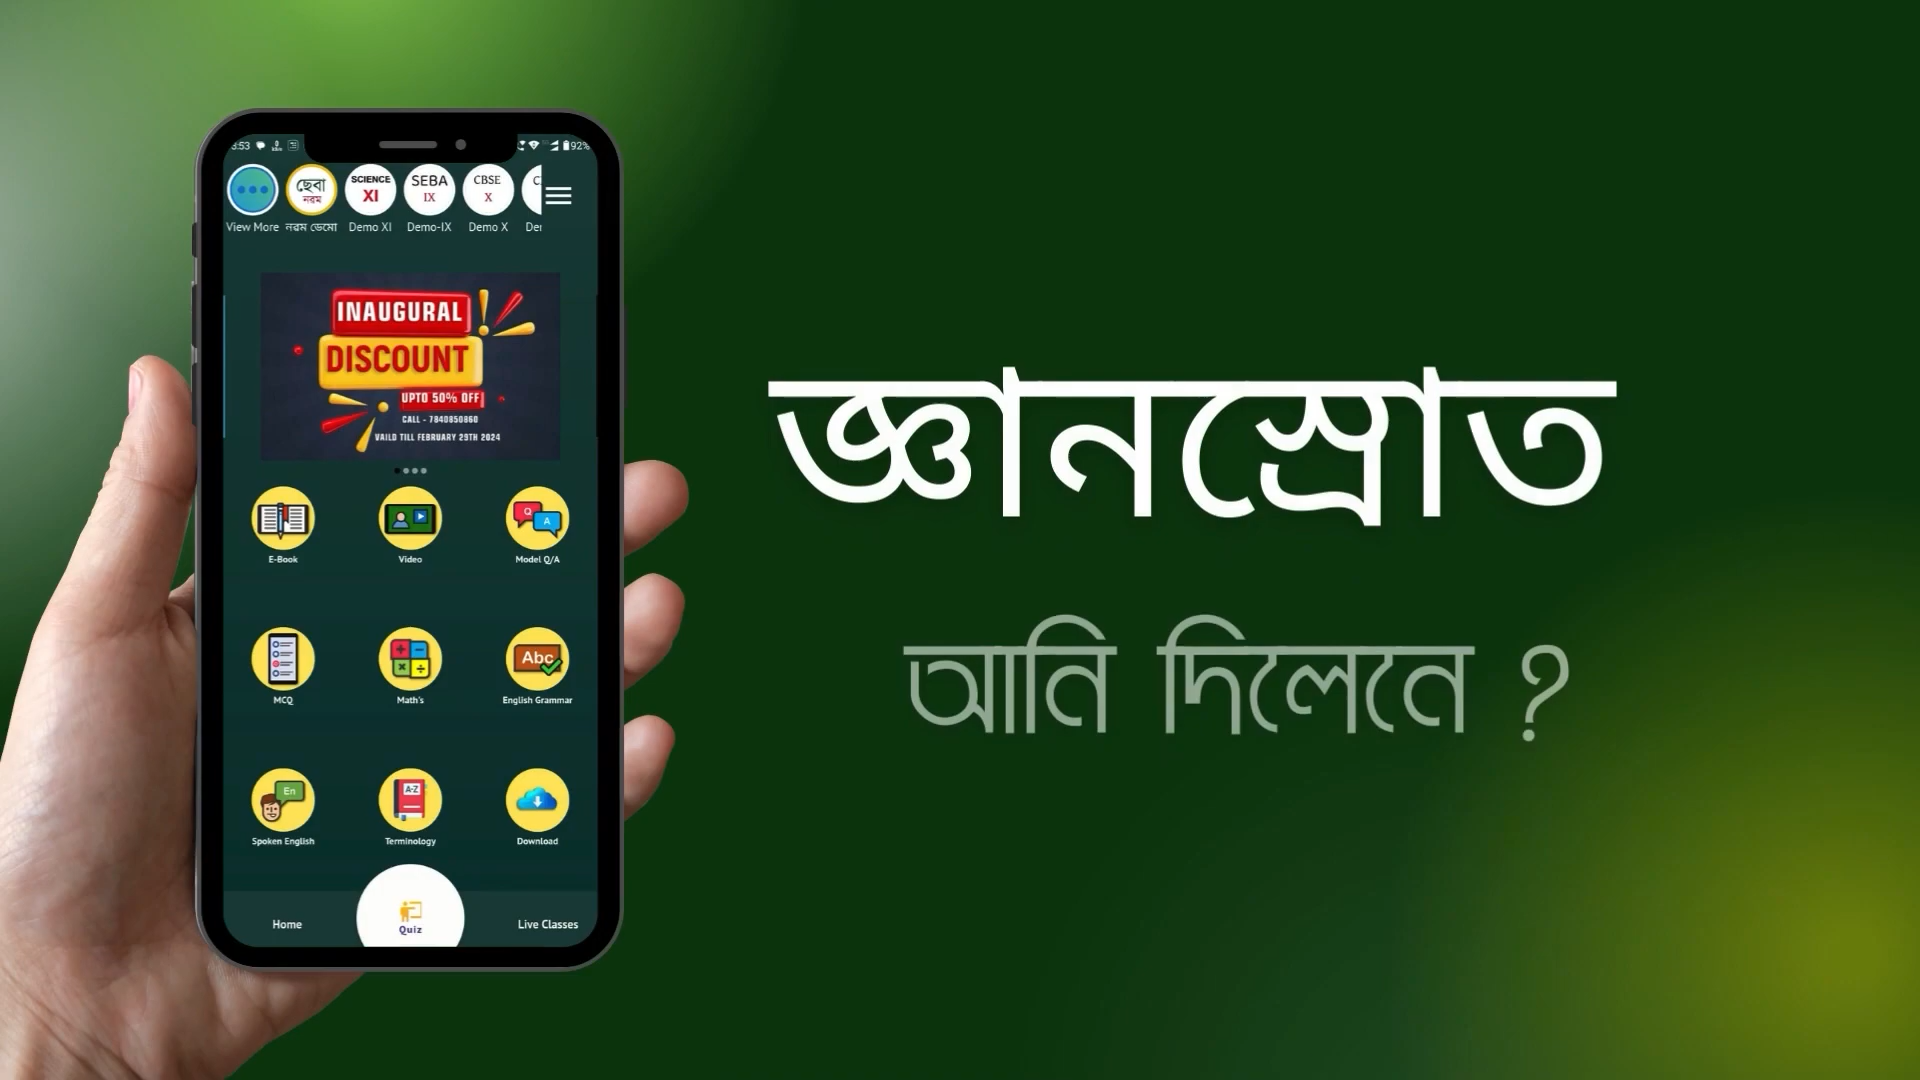 3:53
92%
ছেবা
নৱম
SCIENCE
XI
SEBA
IX
CBSE
X
C
View More নৱম ডেমো Demo XI Demo-IX Demo X Der
INAUGURAL
DISCOUNT
UPTO 50% OFF
CALL - 7840850860
VAILD TILL FEBRUARY 29TH 2024
E-Book Video Model Q/A
Q
A
MCQ Math's English Grammar
Abc
Spoken English Terminology Download
En
A-Z
Home Quiz Live Classes
জ্ঞানস্ৰোত
আনি দিলেনে ?